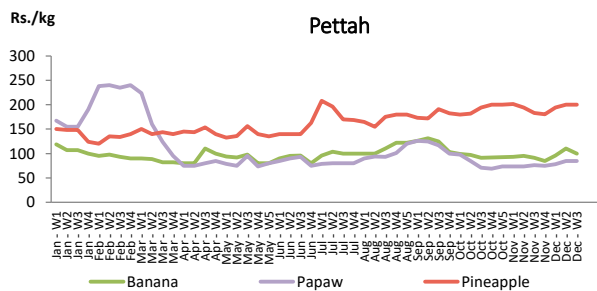 Rs./kg
Pettah
300
250
200
150
100
50
0
Jan - W1
Jan - W2
Jan - W3
Jan - W4
Feb - W1
Feb - W2
Feb - W3
Feb - W4
Mar - W1
Mar - W2
Mar - W3
Mar - W4
Apr - W1
Apr - W2
Apr - W3
Apr - W4
May - W1
May - W2
May - W3
May - W4
May - W5
Jun - W1
Jun - W2
Jun - W3
Jun - W4
Jul - W1
Jul - W2
Jul - W3
Jul - W4
Aug - W1
Aug - W2
Aug - W3
Aug - W4
Aug - W5
Sep - W1
Sep - W2
Sep - W3
Sep - W4
Oct - W1
Oct - W2
Oct - W3
Oct - W4
Oct - W5
Nov - W1
Nov - W2
Nov - W3
Nov - W4
Dec - W1
Dec - W2
Dec - W3
Banana
Papaw
Pineapple